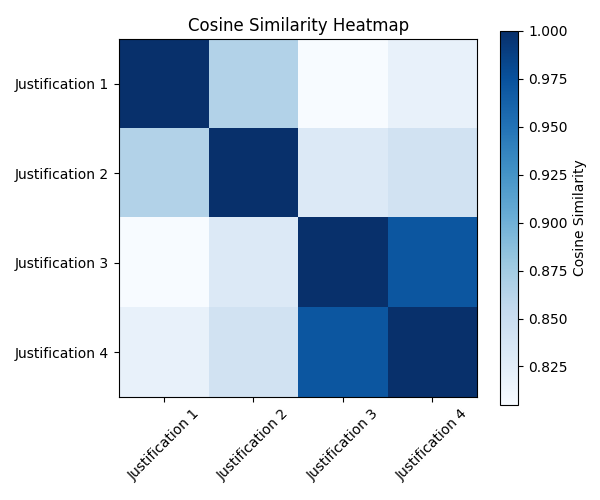 Cosine Similarity Heatmap
Justification 1
Justification 2
Justification 3
Justification 4
Justification 1
Justification 2
Justification 3
Justification 4
1.000
0.975
0.950
0.925
0.900
0.875
0.850
0.825
Cosine Similarity